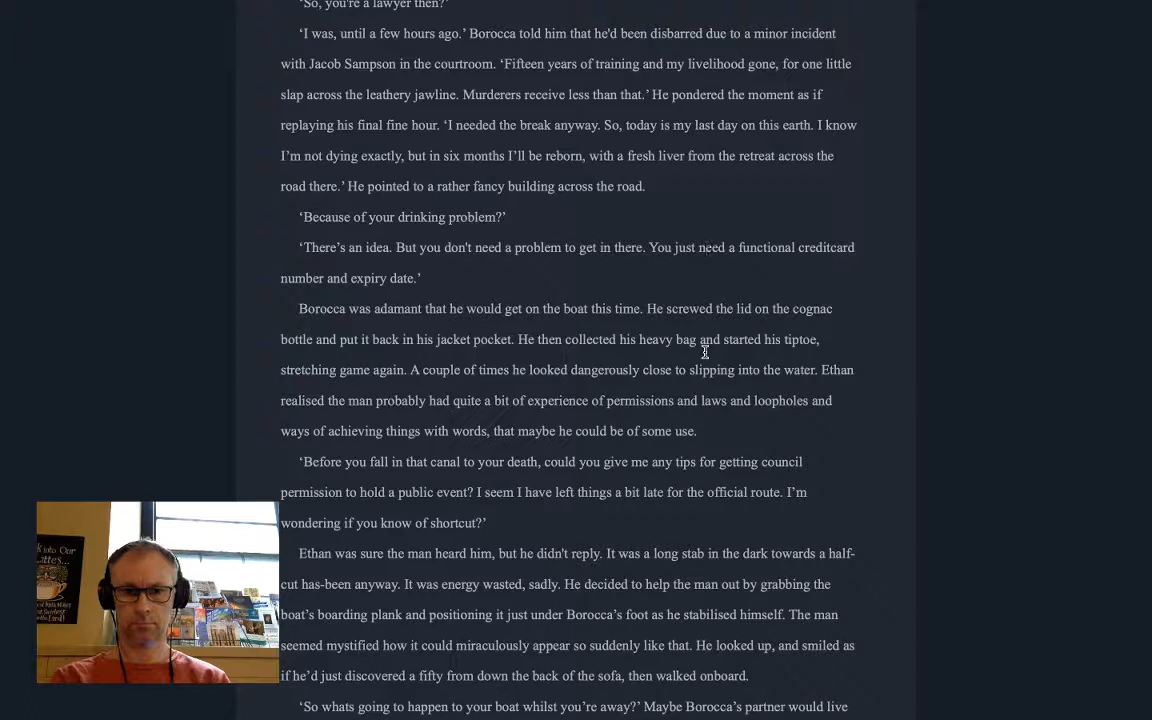 ‘So, you're a lawyer then?’
‘I was, until a few hours ago.’ Borocca told him that he'd been disbarred due to a minor incident
with Jacob Sampson in the courtroom. ‘Fifteen years of training and my livelihood gone, for one little
slap across the leathery jawline. Murderers receive less than that.’ He pondered the moment as if
replaying his final fine hour. ‘I needed the break anyway. So, today is my last day on this earth. I know
I’m not dying exactly, but in six months I’ll be reborn, with a fresh liver from the retreat across the
road there.’ He pointed to a rather fancy building across the road.
‘Because of your drinking problem?’
‘There’s an idea. But you don't need a problem to get in there. You just need a functional creditcard
number and expiry date.’
Borocca was adamant that he would get on the boat this time. He screwed the lid on the cognac
bottle and put it back in his jacket pocket. He then collected his heavy bag and started his tiptoe,
stretching game again. A couple of times he looked dangerously close to slipping into the water. Ethan
realised the man probably had quite a bit of experience of permissions and laws and loopholes and
ways of achieving things with words, that maybe he could be of some use.
‘Before you fall in that canal to your death, could you give me any tips for getting council
permission to hold a public event? I seem I have left things a bit late for the official route. I’m
wondering if you know of shortcut?’
Ethan was sure the man heard him, but he didn't reply. It was a long stab in the dark towards a half-
cut has-been anyway. It was energy wasted, sadly. He decided to help the man out by grabbing the
boat’s boarding plank and positioning it just under Borocca’s foot as he stabilised himself. The man
seemed mystified how it could miraculously appear so suddenly like that. He looked up, and smiled as
if he’d just discovered a fifty from down the back of the sofa, then walked onboard.
‘So whats going to happen to your boat whilst you’re away?’ Maybe Borocca’s partner would live
into Our